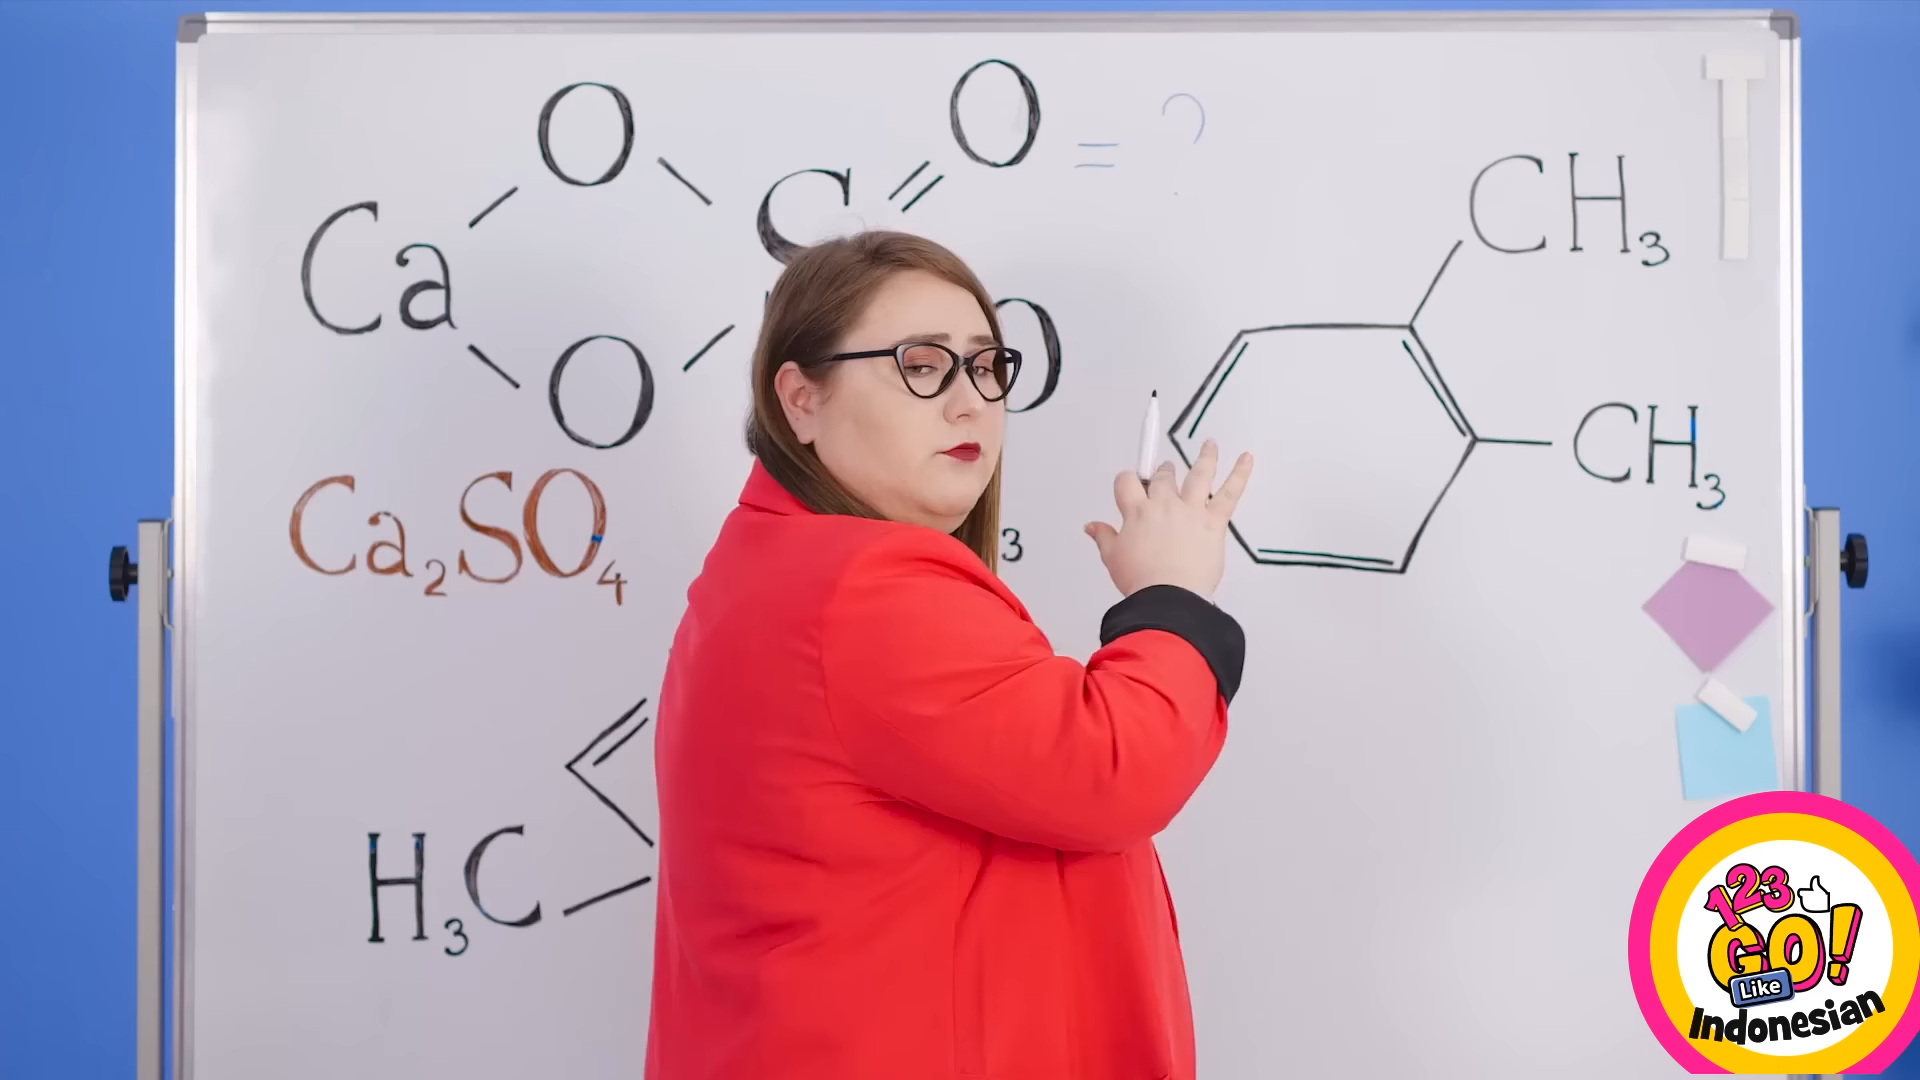 O
O
= ?
Ca
S
O
O
CH3
CH3
Ca2SO4
3
H3C
123
GO!
Like
Indonesian